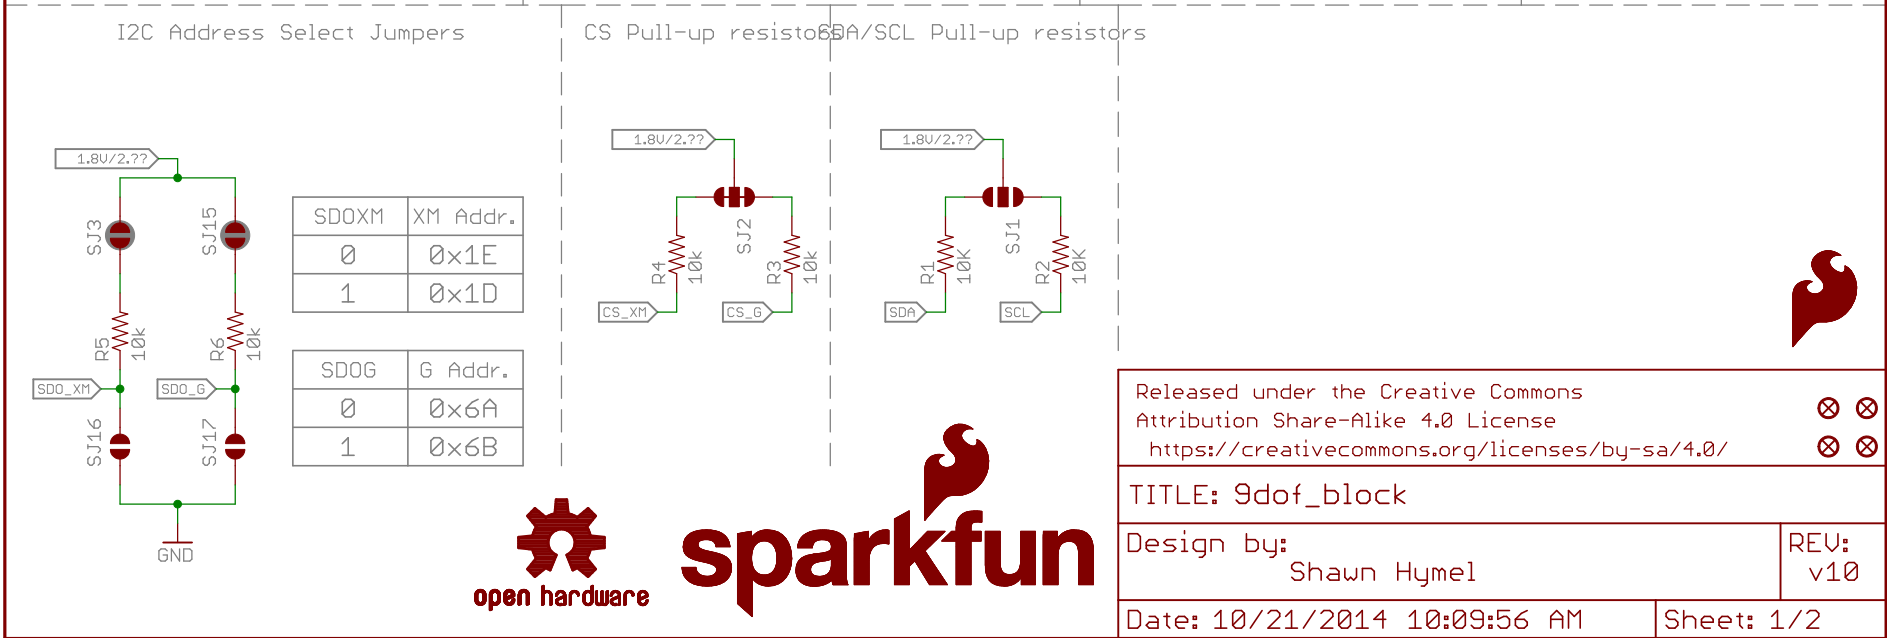 I2C Address Select Jumpers
CS Pull-up resistors
SDA/SCL Pull-up resistors
1.8V/2.??
SJ3
SJ15
R5
10k
R6
10k
SDO_XM
SDO_G
SJ16
SJ17
GND
SDOXM XM Addr.
0 0x1E
1 0x1D
SDOG G Addr.
0 0x6A
1 0x6B
1.8V/2.??
SJ2
R4
10k
R3
10k
CS_XM
CS_G
1.8V/2.??
SJ1
R1
10K
R2
10K
SDA
SCL
open hardware
sparkfun
Released under the Creative Commons
Attribution Share-Alike 4.0 License
https://creativecommons.org/licenses/by-sa/4.0/
TITLE: 9dof_block
Design by:
Shawn Hymel
REV:
v10
Date: 10/21/2014 10:09:56 AM
Sheet: 1/2